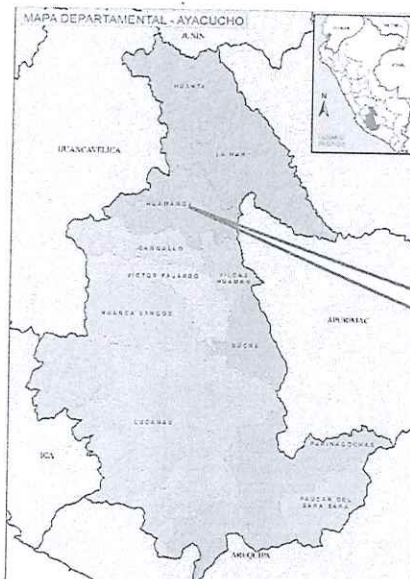 MAPA DEPARTAMENTAL - AYACUCHO
JUNIN
HUANTA
N
HUANCAVELICA
LA MAR
HUAMANGA
CANGALLO
VICTOR FAJARDO
VILCAS
HUAMAN
HUANCA SANCOS
APURIMAC
SUCRE
LUCANAS
PARINACOCHAS
ICA
PAUCAR DEL
SARA SARA
AREQUIPA